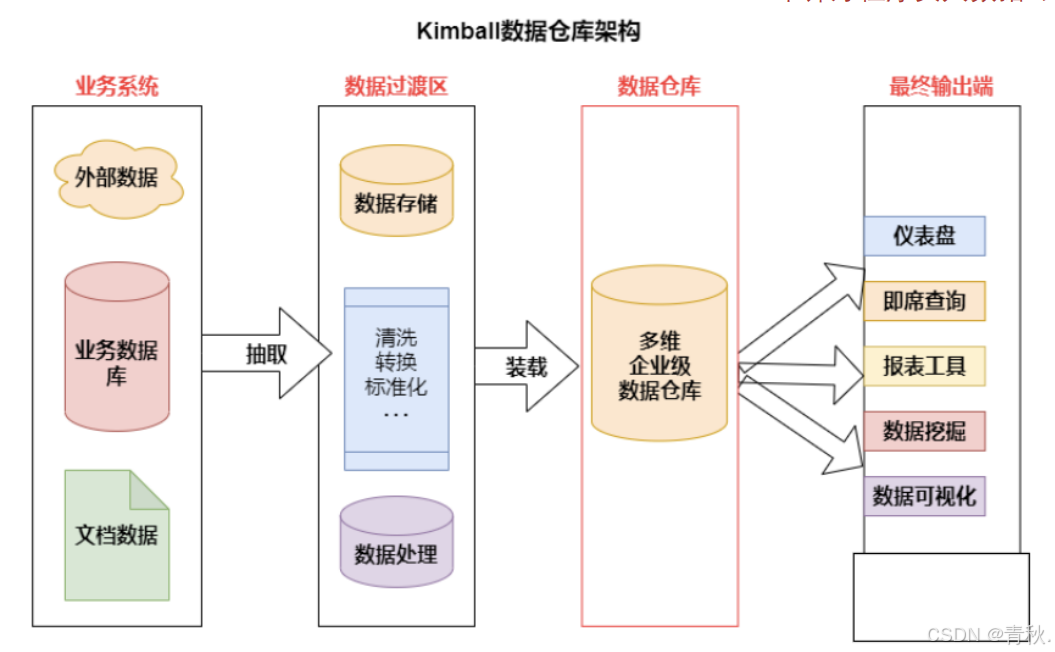 Kimball数据仓库架构
业务系统
数据过渡区
数据仓库
最终输出端
外部数据
业务数据
库
文档数据
抽取
数据存储
清洗
转换
标准化
...
数据处理
装载
多维
企业级
数据仓库
仪表盘
即席查询
报表工具
数据挖掘
数据可视化
CSDN @青秋.